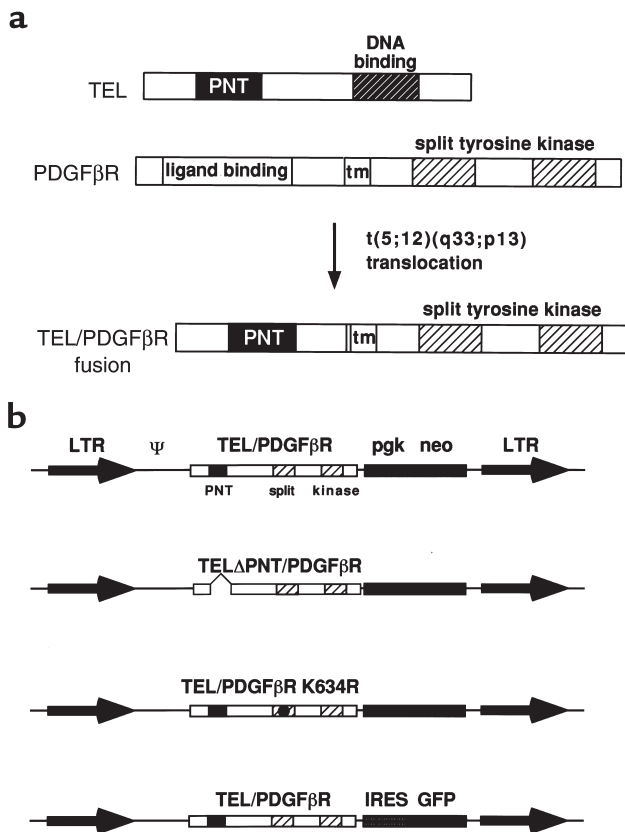 a
DNA
binding
TEL
PNT
split tyrosine kinase
PDGFβR
ligand binding
tm
t(5;12)(q33;p13)
translocation
split tyrosine kinase
TEL/PDGFβR
fusion
PNT
tm
b
LTR Ψ TEL/PDGFβR pgk neo LTR
PNT split kinase
TELΔPNT/PDGFβR
TEL/PDGFβR K634R
TEL/PDGFβR IRES GFP